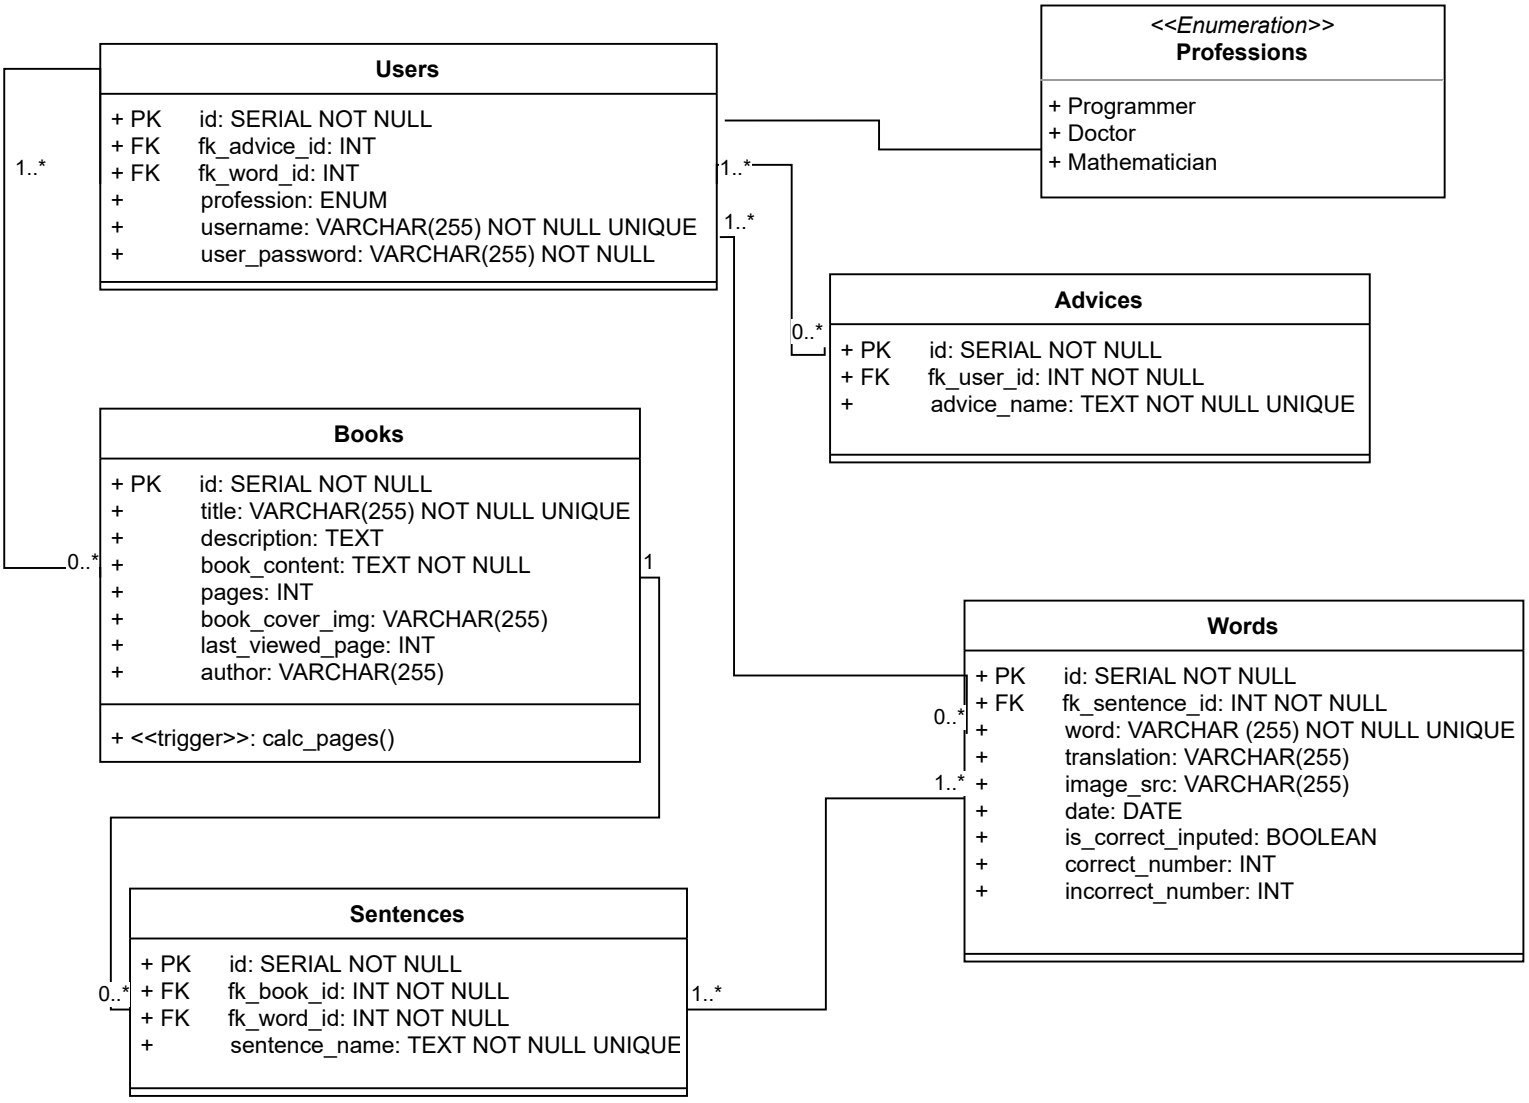 <<Enumeration>>
Professions
+ Programmer
+ Doctor
+ Mathematician
Users
+ PK id: SERIAL NOT NULL
+ FK fk_advice_id: INT
+ FK fk_word_id: INT
+ profession: ENUM
+ username: VARCHAR(255) NOT NULL UNIQUE
+ user_password: VARCHAR(255) NOT NULL
1..*
1..*
1..*
0..*
Advices
+ PK id: SERIAL NOT NULL
+ FK fk_user_id: INT NOT NULL
+ advice_name: TEXT NOT NULL UNIQUE
Books
+ PK id: SERIAL NOT NULL
+ title: VARCHAR(255) NOT NULL UNIQUE
+ description: TEXT
+ book_content: TEXT NOT NULL
+ pages: INT
+ book_cover_img: VARCHAR(255)
+ last_viewed_page: INT
+ author: VARCHAR(255)
+ <<trigger>>: calc_pages()
0..*
1
Words
+ PK id: SERIAL NOT NULL
+ FK fk_sentence_id: INT NOT NULL
+ word: VARCHAR (255) NOT NULL UNIQUE
+ translation: VARCHAR(255)
+ image_src: VARCHAR(255)
+ date: DATE
+ is_correct_inputed: BOOLEAN
+ correct_number: INT
+ incorrect_number: INT
0..*
1..*
Sentences
+ PK id: SERIAL NOT NULL
+ FK fk_book_id: INT NOT NULL
+ FK fk_word_id: INT NOT NULL
+ sentence_name: TEXT NOT NULL UNIQUE
0..*
1..*